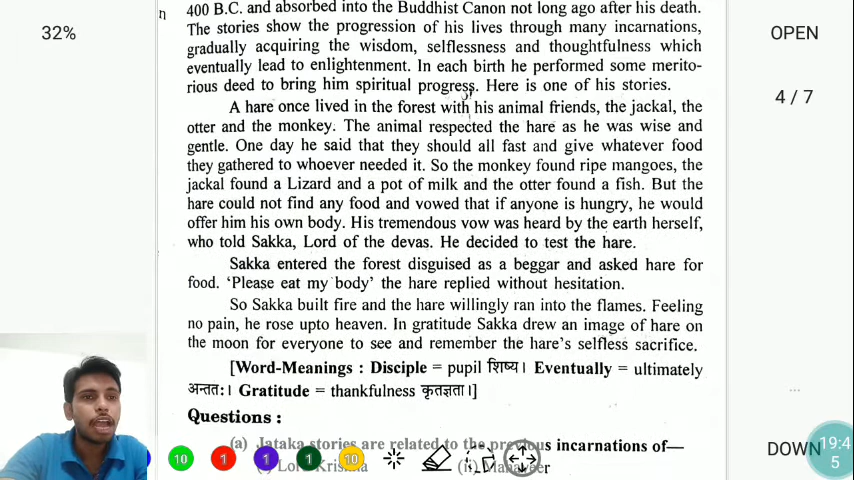 32%
OPEN
4 / 7
n
400 B.C. and absorbed into the Buddhist Canon not long ago after his death.
The stories show the progression of his lives through many incarnations,
gradually acquiring the wisdom, selflessness and thoughtfulness which
eventually lead to enlightenment. In each birth he performed some merito-
rious deed to bring him spiritual progress. Here is one of his stories.
A hare once lived in the forest with his animal friends, the jackal, the
otter and the monkey. The animal respected the hare as he was wise and
gentle. One day he said that they should all fast and give whatever food
they gathered to whoever needed it. So the monkey found ripe mangoes, the
jackal found a Lizard and a pot of milk and the otter found a fish. But the
hare could not find any food and vowed that if anyone is hungry, he would
offer him his own body. His tremendous vow was heard by the earth herself,
who told Sakka, Lord of the devas. He decided to test the hare.
Sakka entered the forest disguised as a beggar and asked hare for
food. ‘Please eat my body’ the hare replied without hesitation.
So Sakka built fire and the hare willingly ran into the flames. Feeling
no pain, he rose upto heaven. In gratitude Sakka drew an image of hare on
the moon for everyone to see and remember the hare's selfless sacrifice.
[Word-Meanings : Disciple = pupil शिष्य। Eventually = ultimately
अन्तत:। Gratitude = thankfulness कृतज्ञता।]
Questions :
(a) Jataka stories are related to the previous incarnations of—
Lord Krishna (ii) Mahaveer
10 1 1 1 10
DOWN
19:4
5